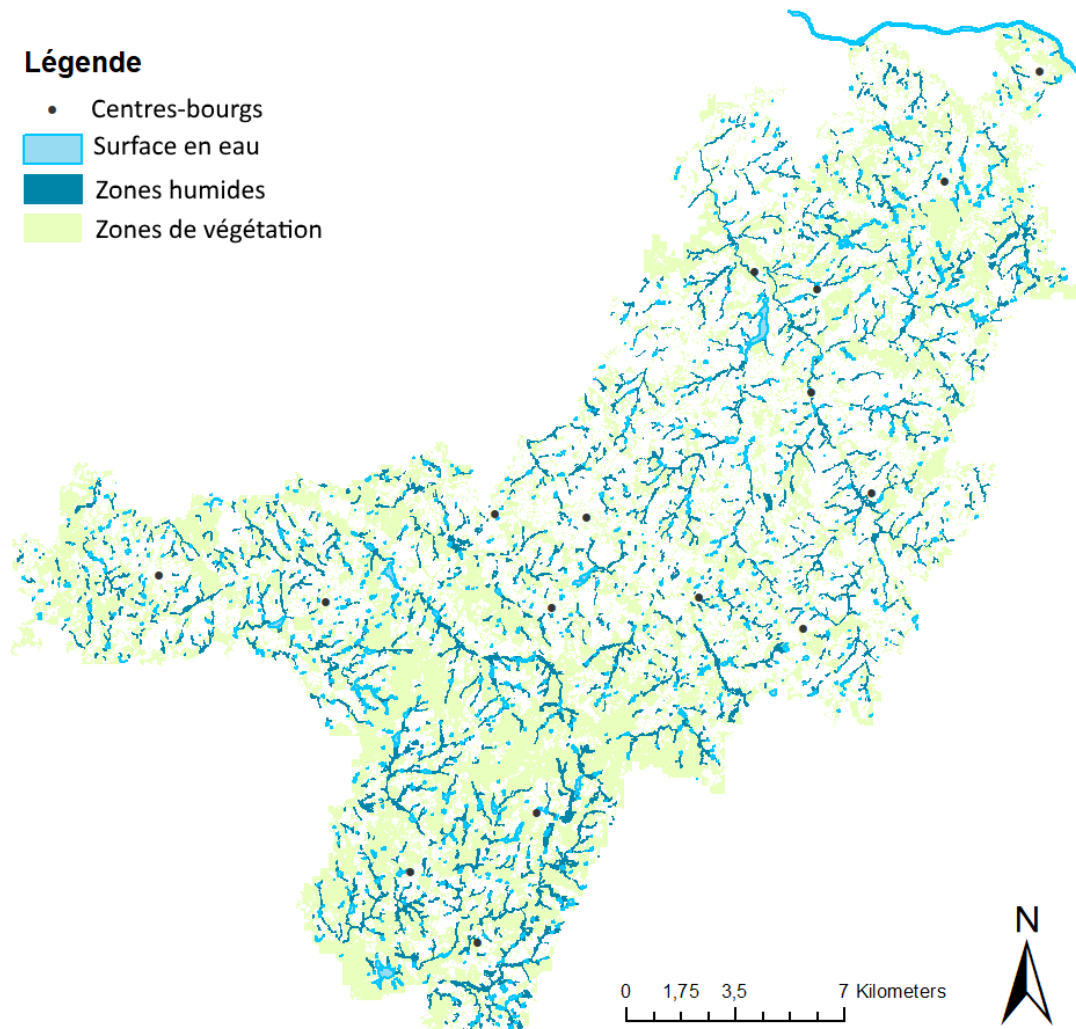 Légende
Centres-bourgs
Surface en eau
Zones humides
Zones de végétation
N
0 1,75 3,5 7 Kilometers